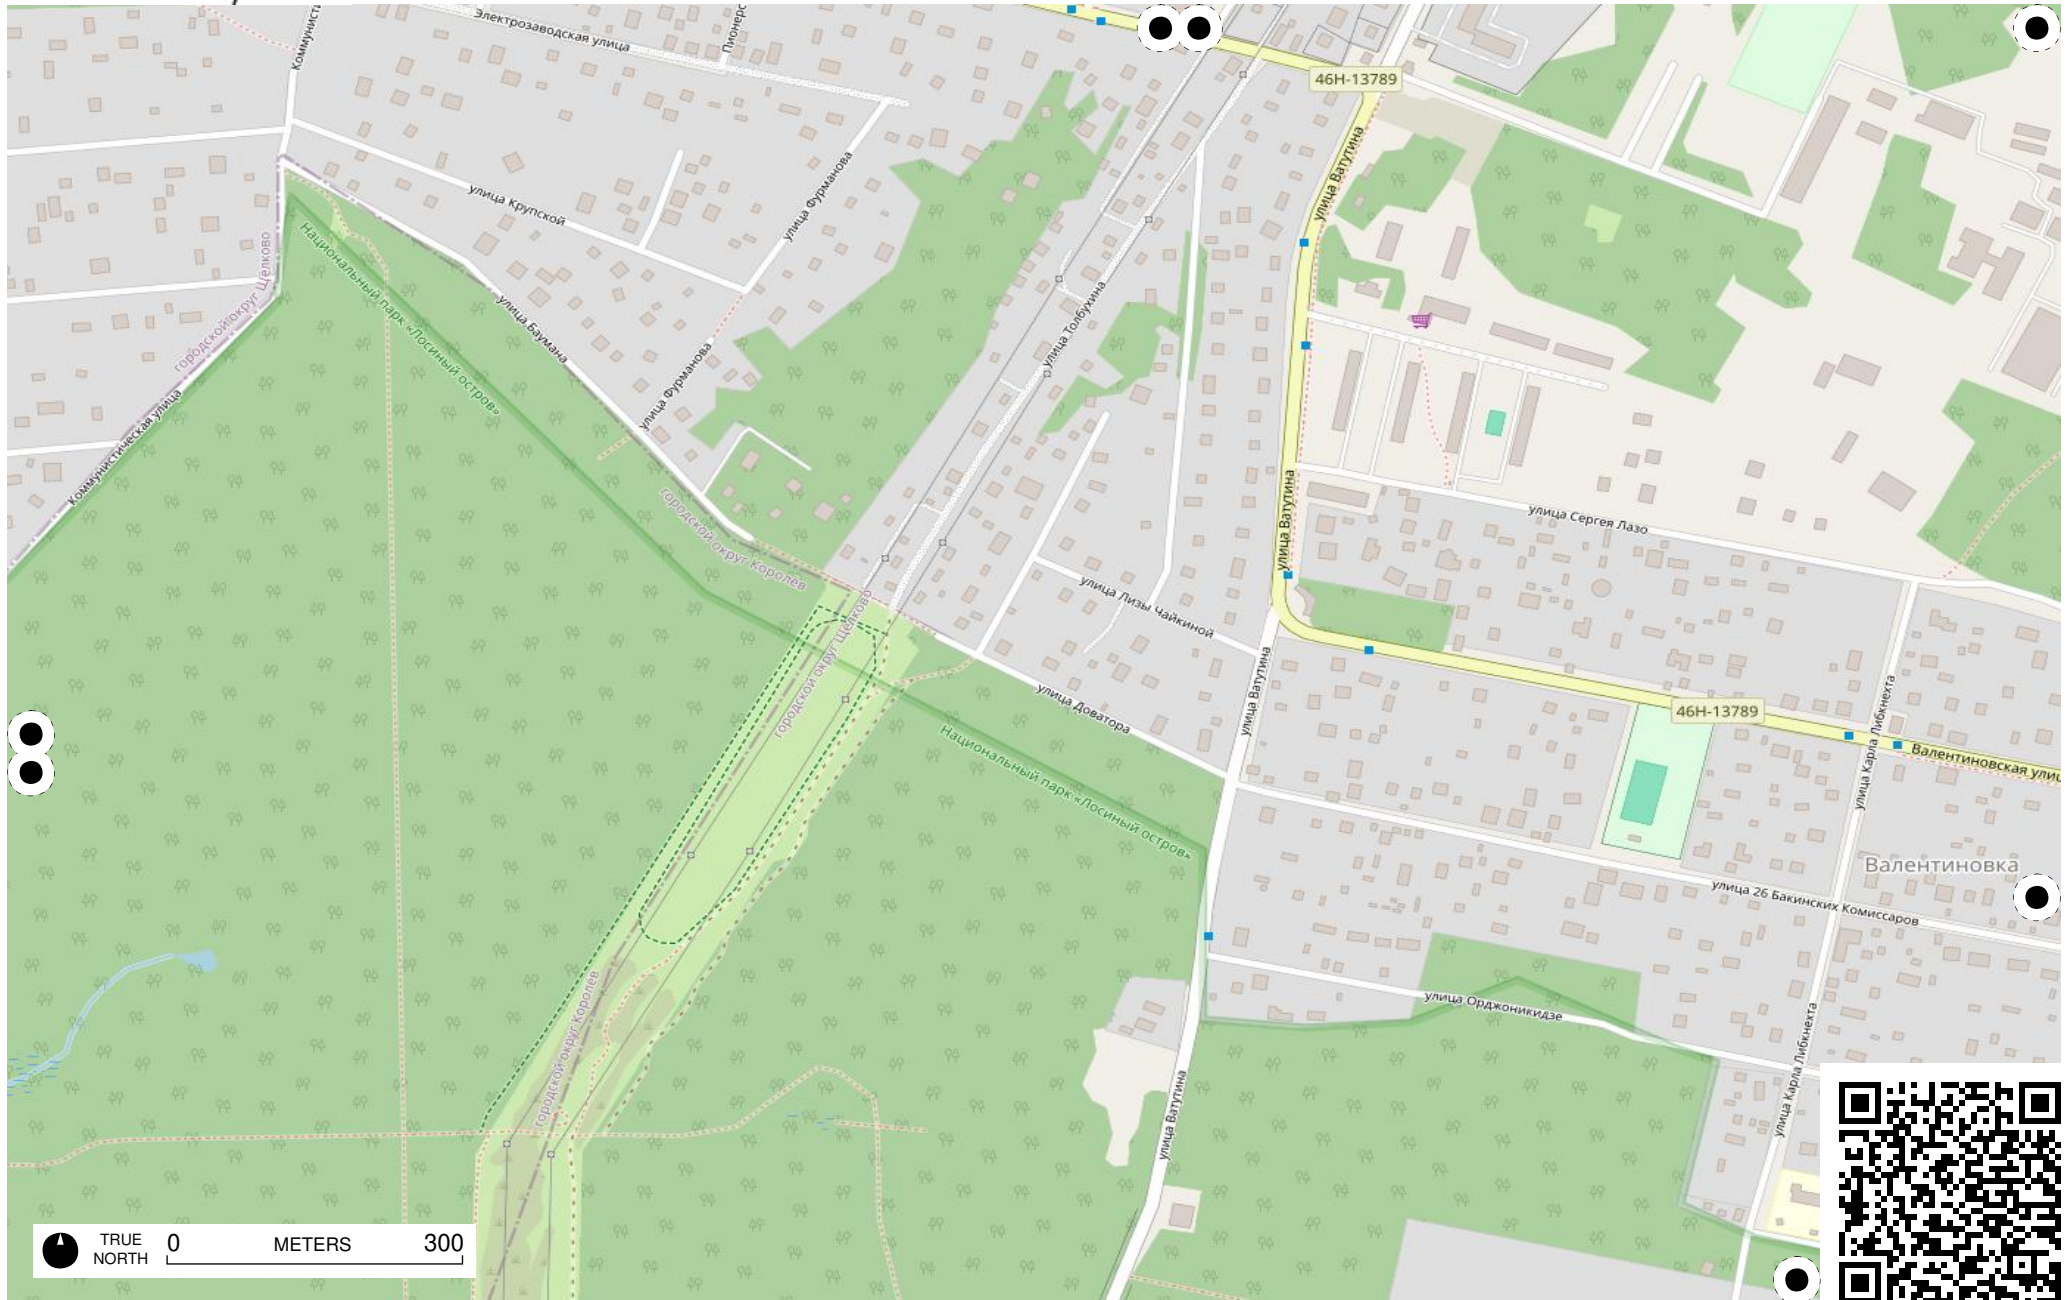 Электрозаводская улица
46Н-13789
улица Ватутина
улица Крупской
улица Фурманова
Национальный парк «Лосиный остров»
городской округ Щёлково
улица Баумана
улица Толбухина
улица Фурманова
Коммунистическая улица
городской округ Королёв
улица Ватутина
улица Сергея Лазо
улица Лизы Чайкиной
городской округ Щёлково
улица Доватора
улица Ватутина
46Н-13789
улица Карла Либкнехта
Национальный парк «Лосиный остров»
Валентиновская
Валентиновка
улица 26 Бакинских Комиссаров
городской округ Королёв
улица Орджоникидзе
улица Карла Либкнехта
улица Ватутина
TRUE
NORTH
0 METERS 300